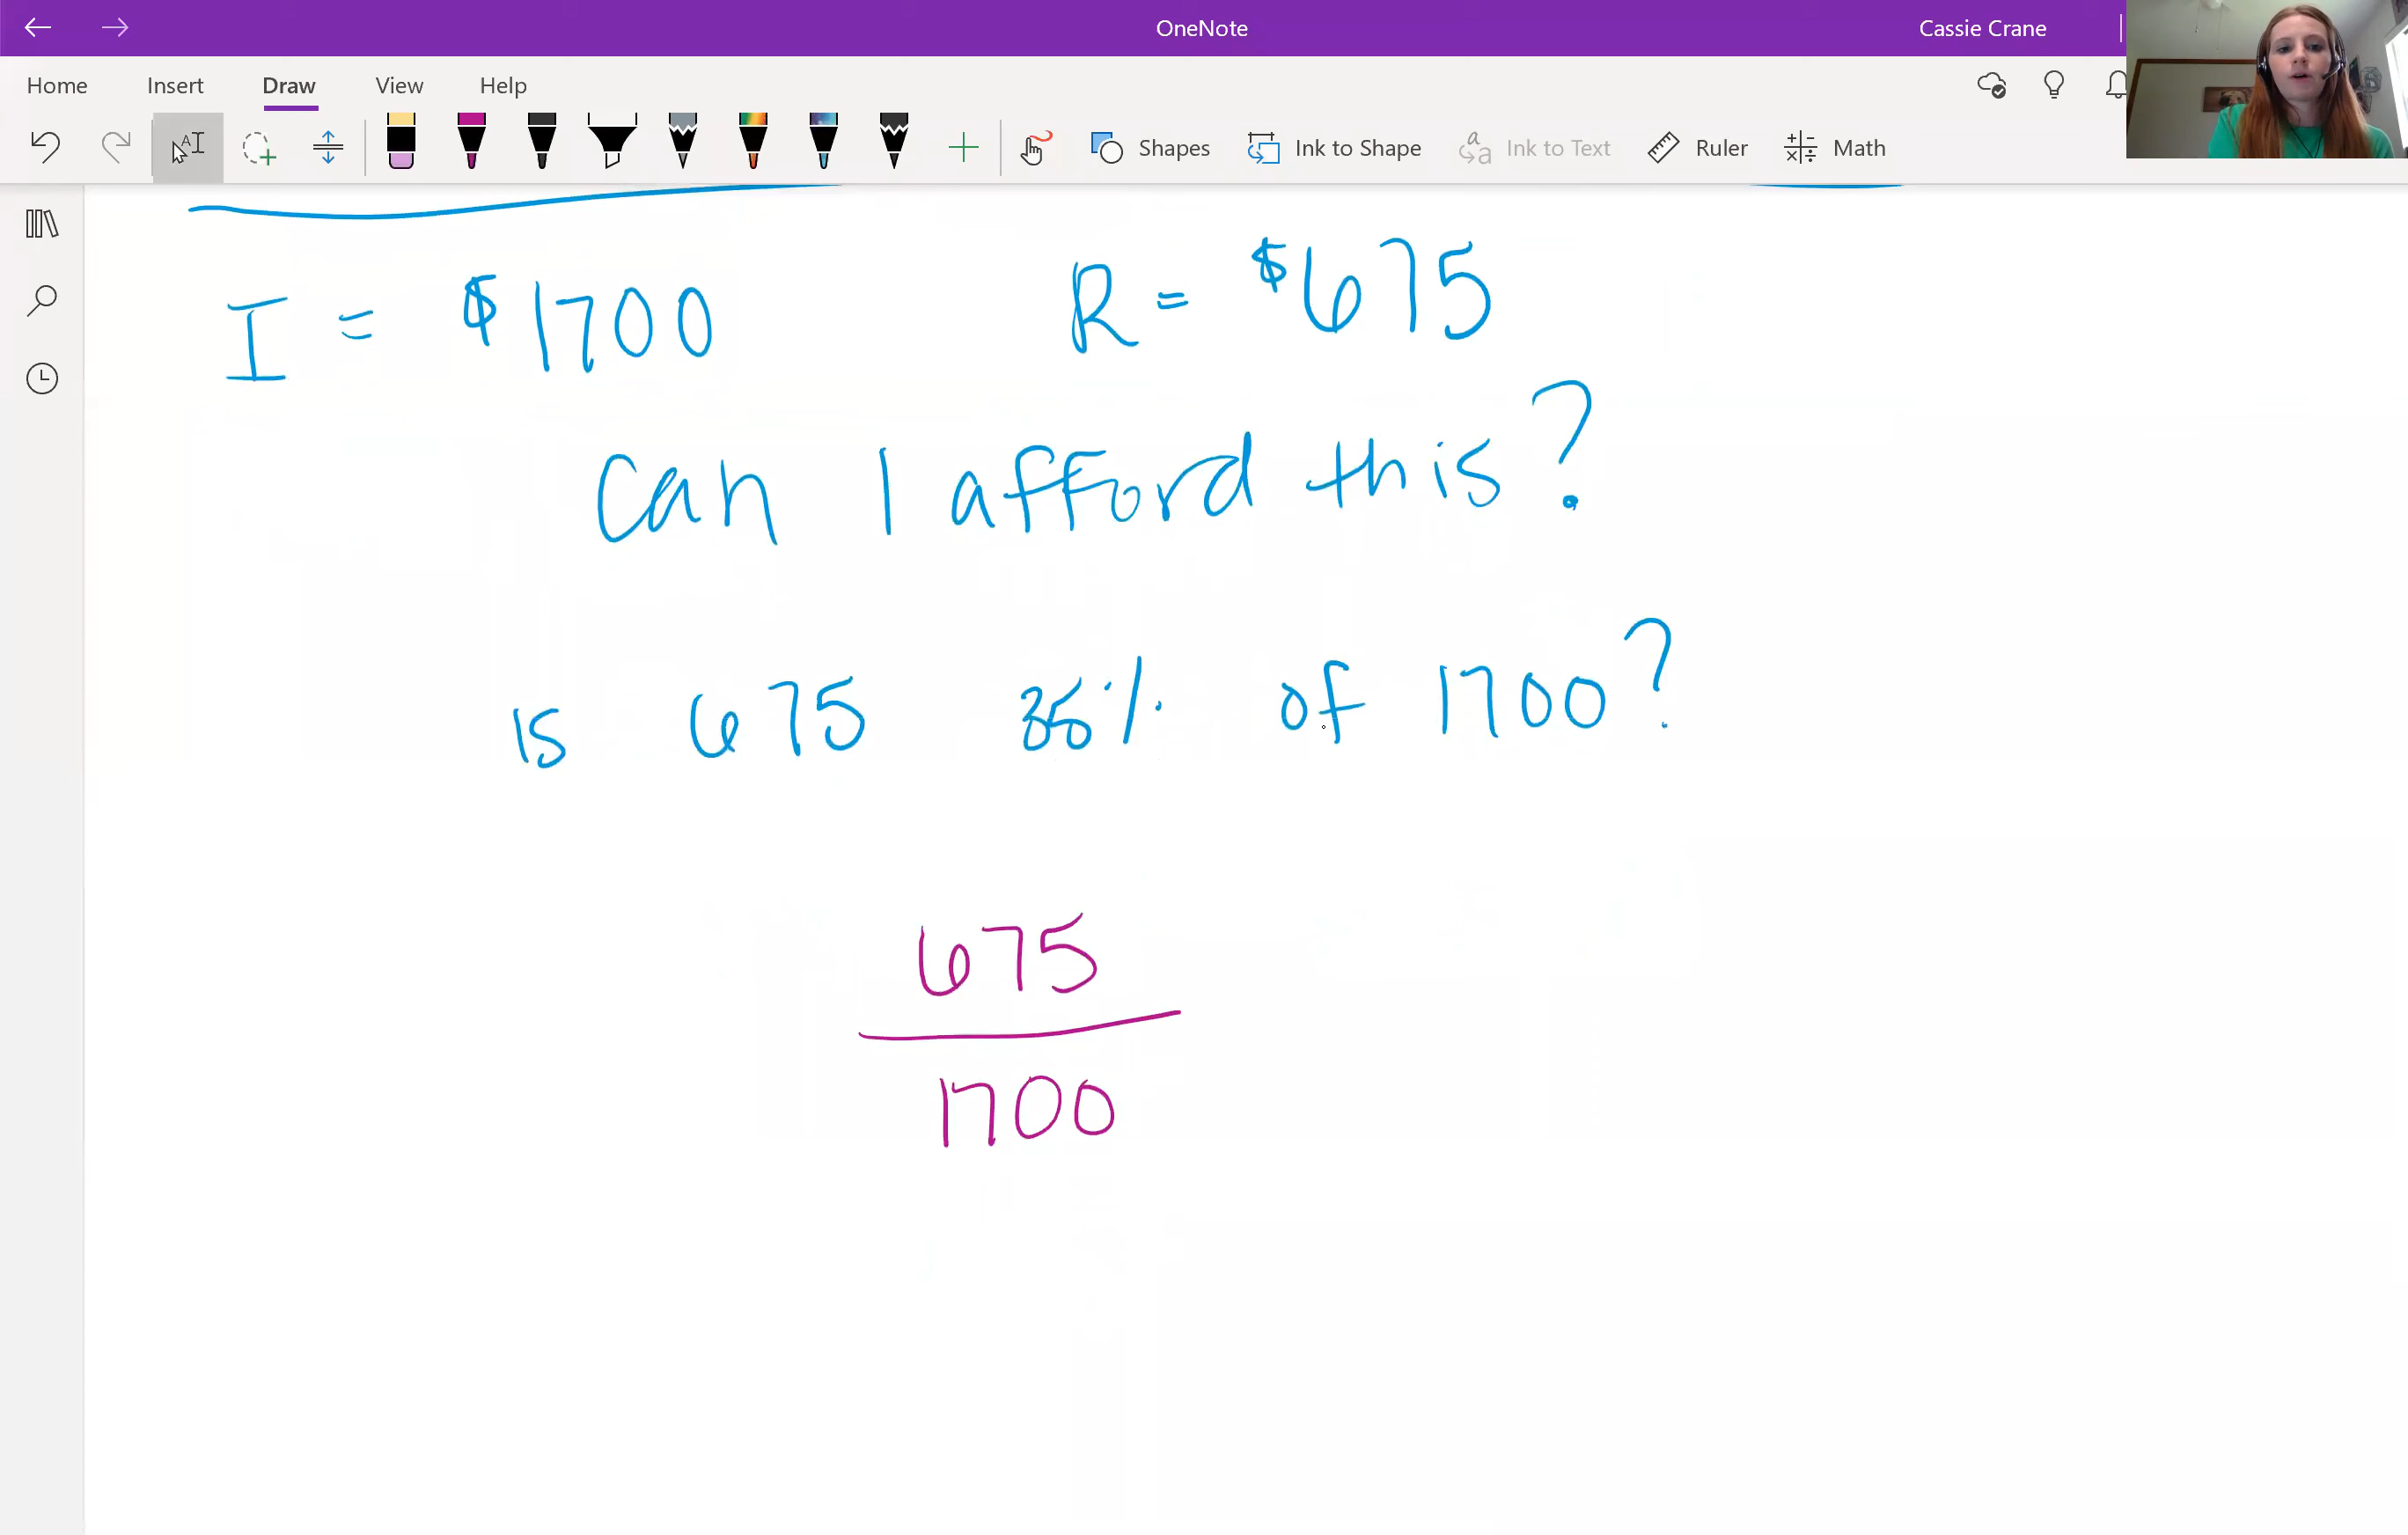 OneNote
Cassie Crane
Home Insert Draw View Help
Shapes Ink to Shape Ink to Text Ruler Math
I = $1700 R = $675
Can I afford this?
Is 675 35% of 1700?
675
1700